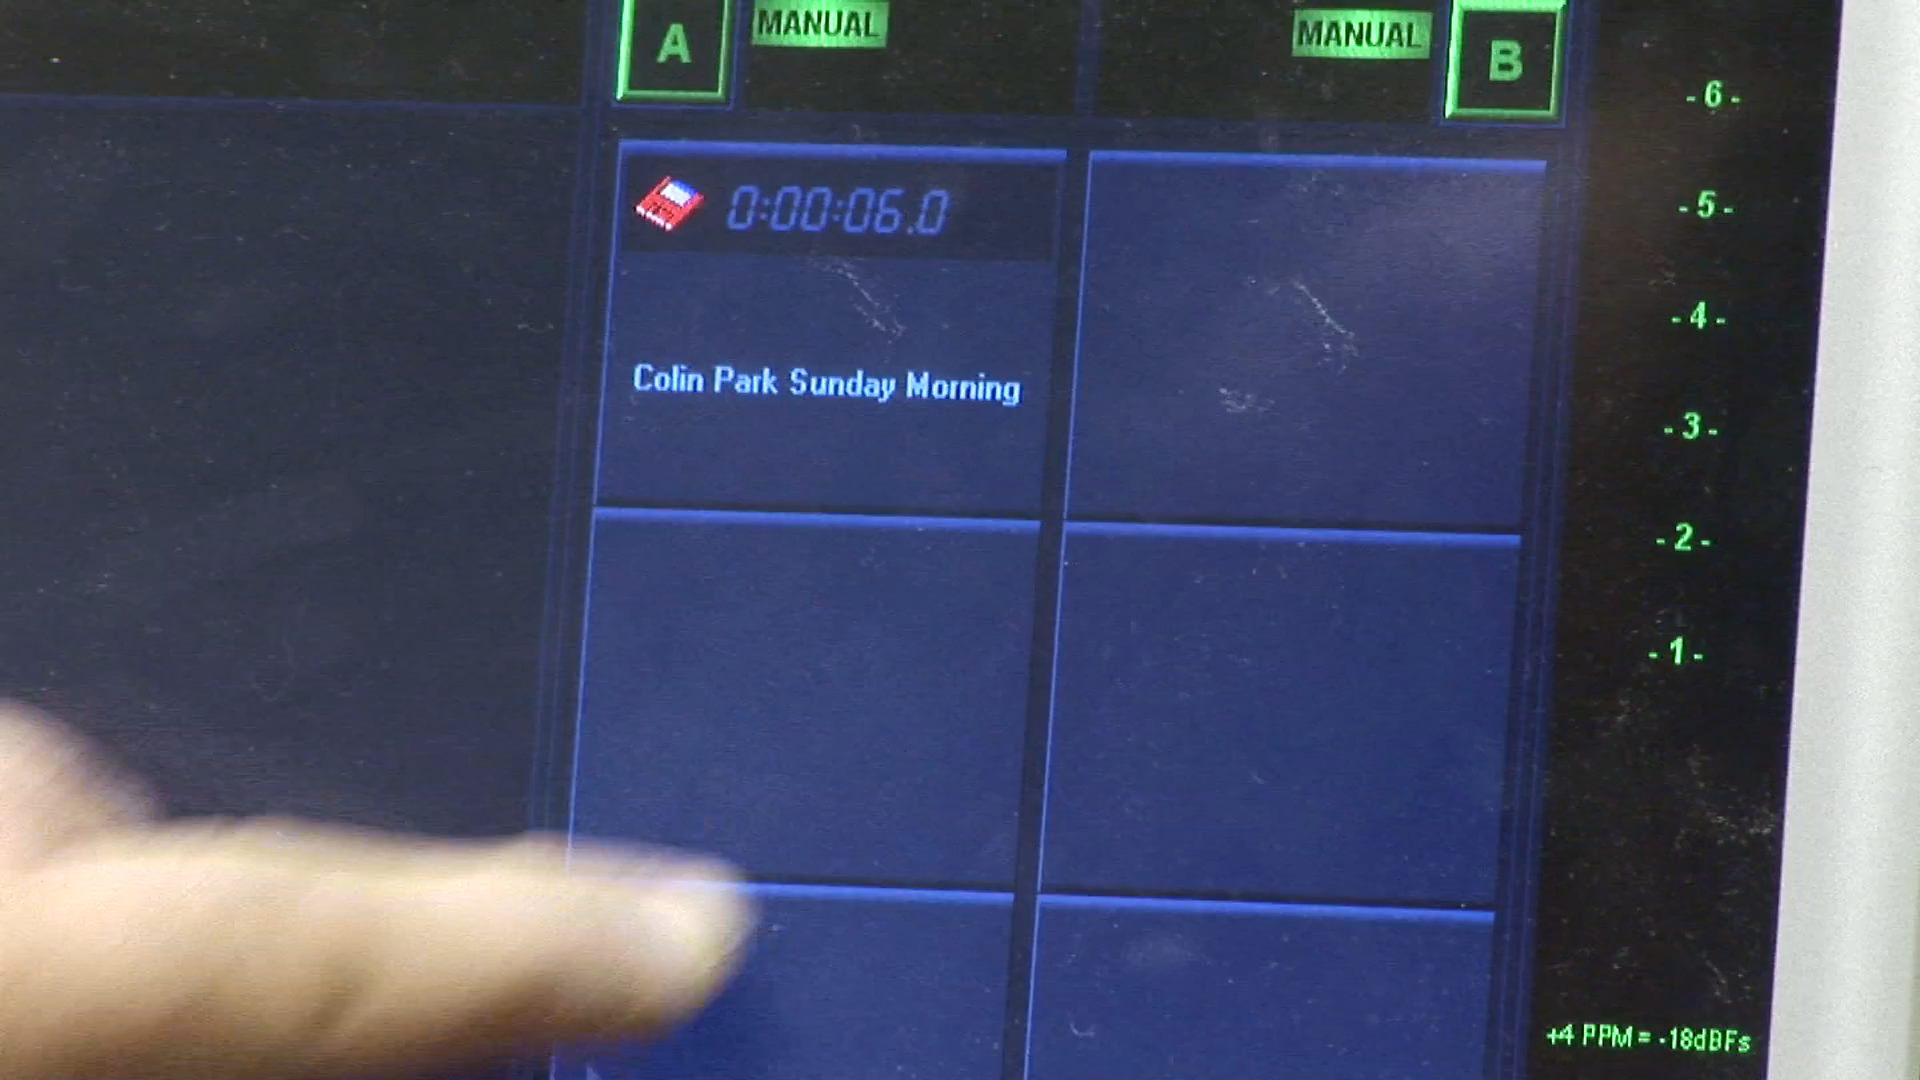 A
MANUAL
MANUAL
B
0:00:06.0
Colin Park Sunday Morning
-6-
-5-
-4-
-3-
-2-
-1-
+4 PPM = -18dBFs